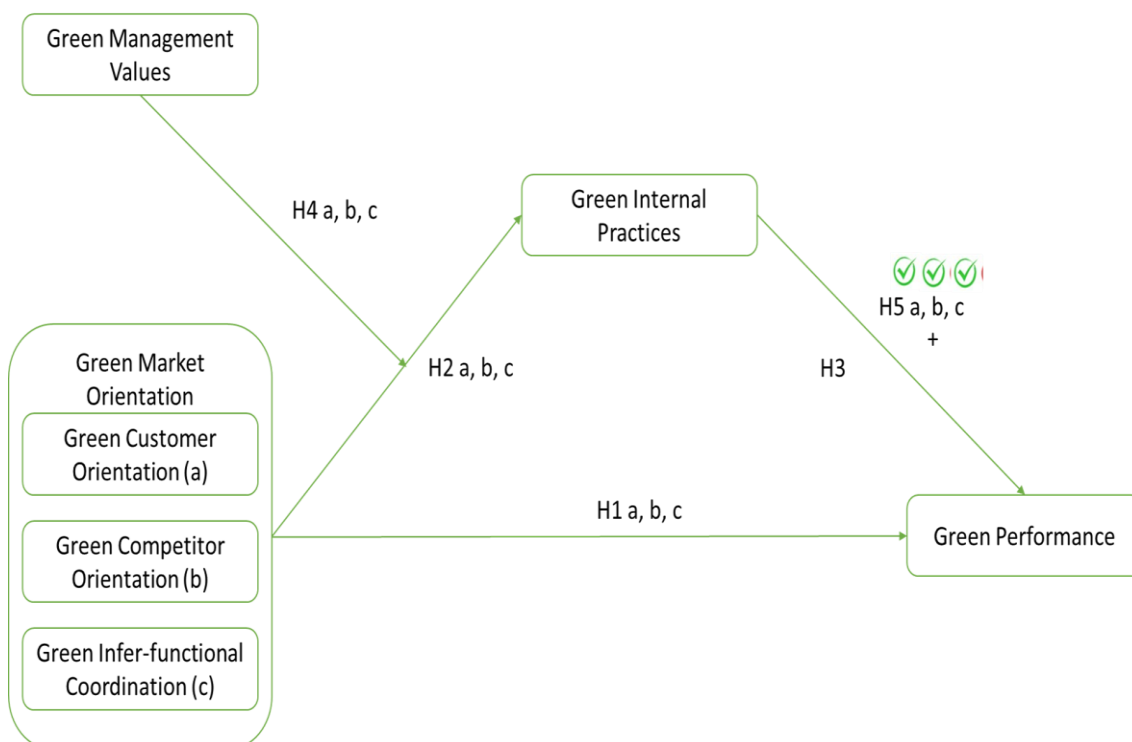 Green Management
Values
H4 a, b, c
Green Internal
Practices
H5 a, b, c
+
H3
H2 a, b, c
Green Market
Orientation
Green Customer
Orientation (a)
Green Competitor
Orientation (b)
Green Infer-functional
Coordination (c)
H1 a, b, c
Green Performance